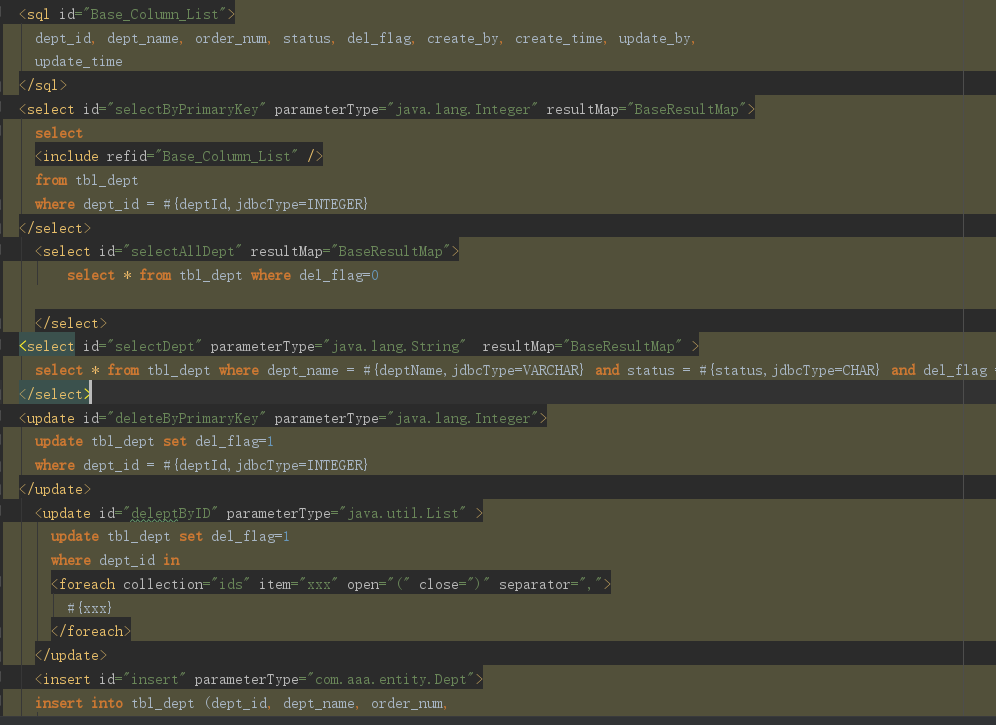 <sql id="Base_Column_List">
dept_id, dept_name, order_num, status, del_flag, create_by, create_time, update_by,
update_time
</sql>
<select id="selectByPrimaryKey" parameterType="java.lang.Integer" resultMap="BaseResultMap">
select
<include refid="Base_Column_List" />
from tbl_dept
where dept_id = #{deptId,jdbcType=INTEGER}
</select>
<select id="selectAllDept" resultMap="BaseResultMap">
select * from tbl_dept where del_flag=0
</select>
<select id="selectDept" parameterType="java.lang.String"  resultMap="BaseResultMap" >
select * from tbl_dept where dept_name = #{deptName,jdbcType=VARCHAR} and status = #{status,jdbcType=CHAR} and del_flag =
</select>
<update id="deleteByPrimaryKey" parameterType="java.lang.Integer">
update tbl_dept set del_flag=1
where dept_id = #{deptId,jdbcType=INTEGER}
</update>
<update id="deleptByID" parameterType="java.util.List" >
update tbl_dept set del_flag=1
where dept_id in
<foreach collection="ids" item="xxx" open="(" close=")" separator=",">
#{xxx}
</foreach>
</update>
<insert id="insert" parameterType="com.aaa.entity.Dept">
insert into tbl_dept (dept_id, dept_name, order_num,